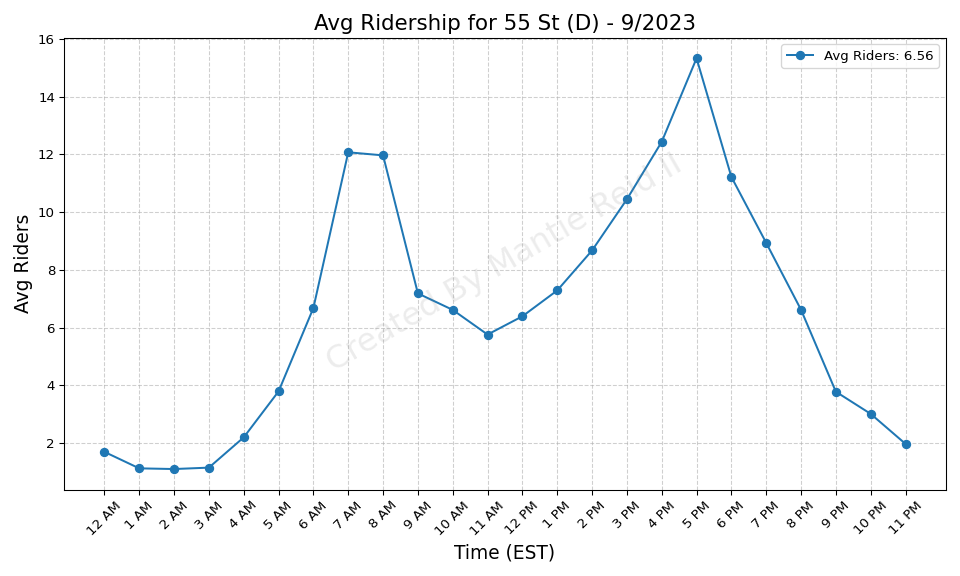 Avg Ridership for 55 St (D) - 9/2023
Avg Riders: 6.56
Avg Riders
16
14
12
10
8
6
4
2
Created By Mantie Reid II
12 AM
1 AM
2 AM
3 AM
4 AM
5 AM
6 AM
7 AM
8 AM
9 AM
10 AM
11 AM
12 PM
1 PM
2 PM
3 PM
4 PM
5 PM
6 PM
7 PM
8 PM
9 PM
10 PM
11 PM
Time (EST)